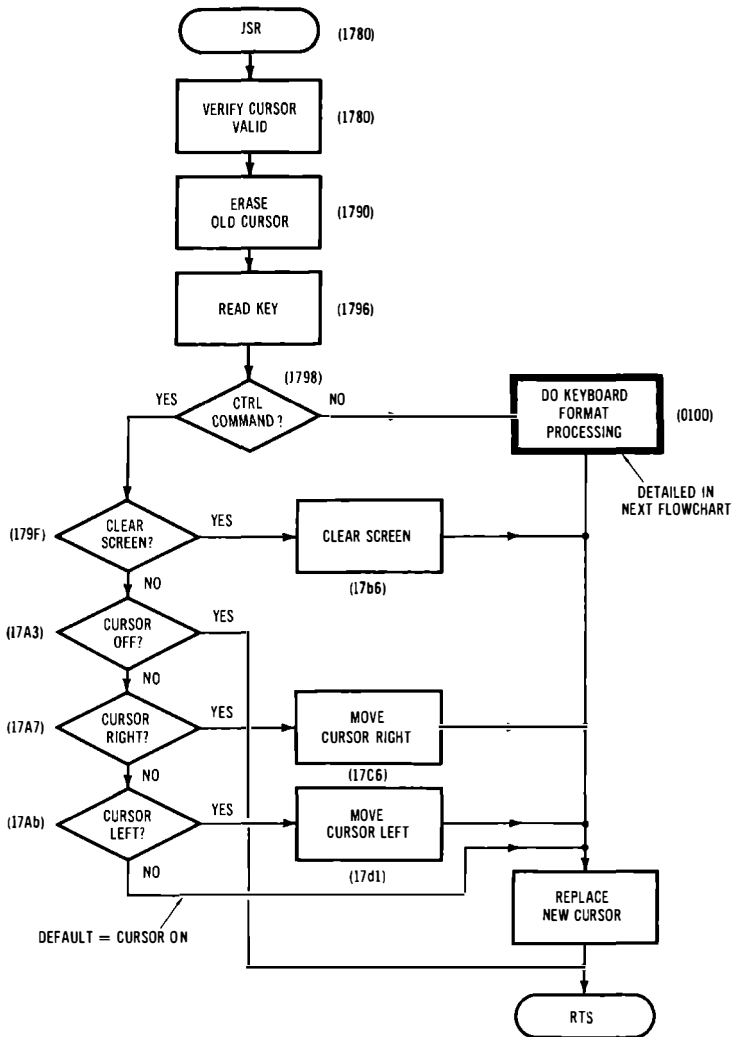 JSR
(1780)
VERIFY CURSOR
VALID
(1780)
ERASE
OLD CURSOR
(1790)
READ KEY
(1796)
(J798)
YES
CTRL
COMMAND?
NO
DO KEYBOARD
FORMAT
PROCESSING
(0100)
DETAILED IN
NEXT FLOWCHART
(179F)
CLEAR
SCREEN?
YES
CLEAR SCREEN
(17b6)
NO
(17A3)
CURSOR
OFF?
YES
NO
(17A7)
CURSOR
RIGHT?
YES
MOVE
CURSOR RIGHT
(17C6)
NO
(17Ab)
CURSOR
LEFT?
YES
MOVE
CURSOR LEFT
(17d1)
NO
DEFAULT = CURSOR ON
REPLACE
NEW CURSOR
RTS